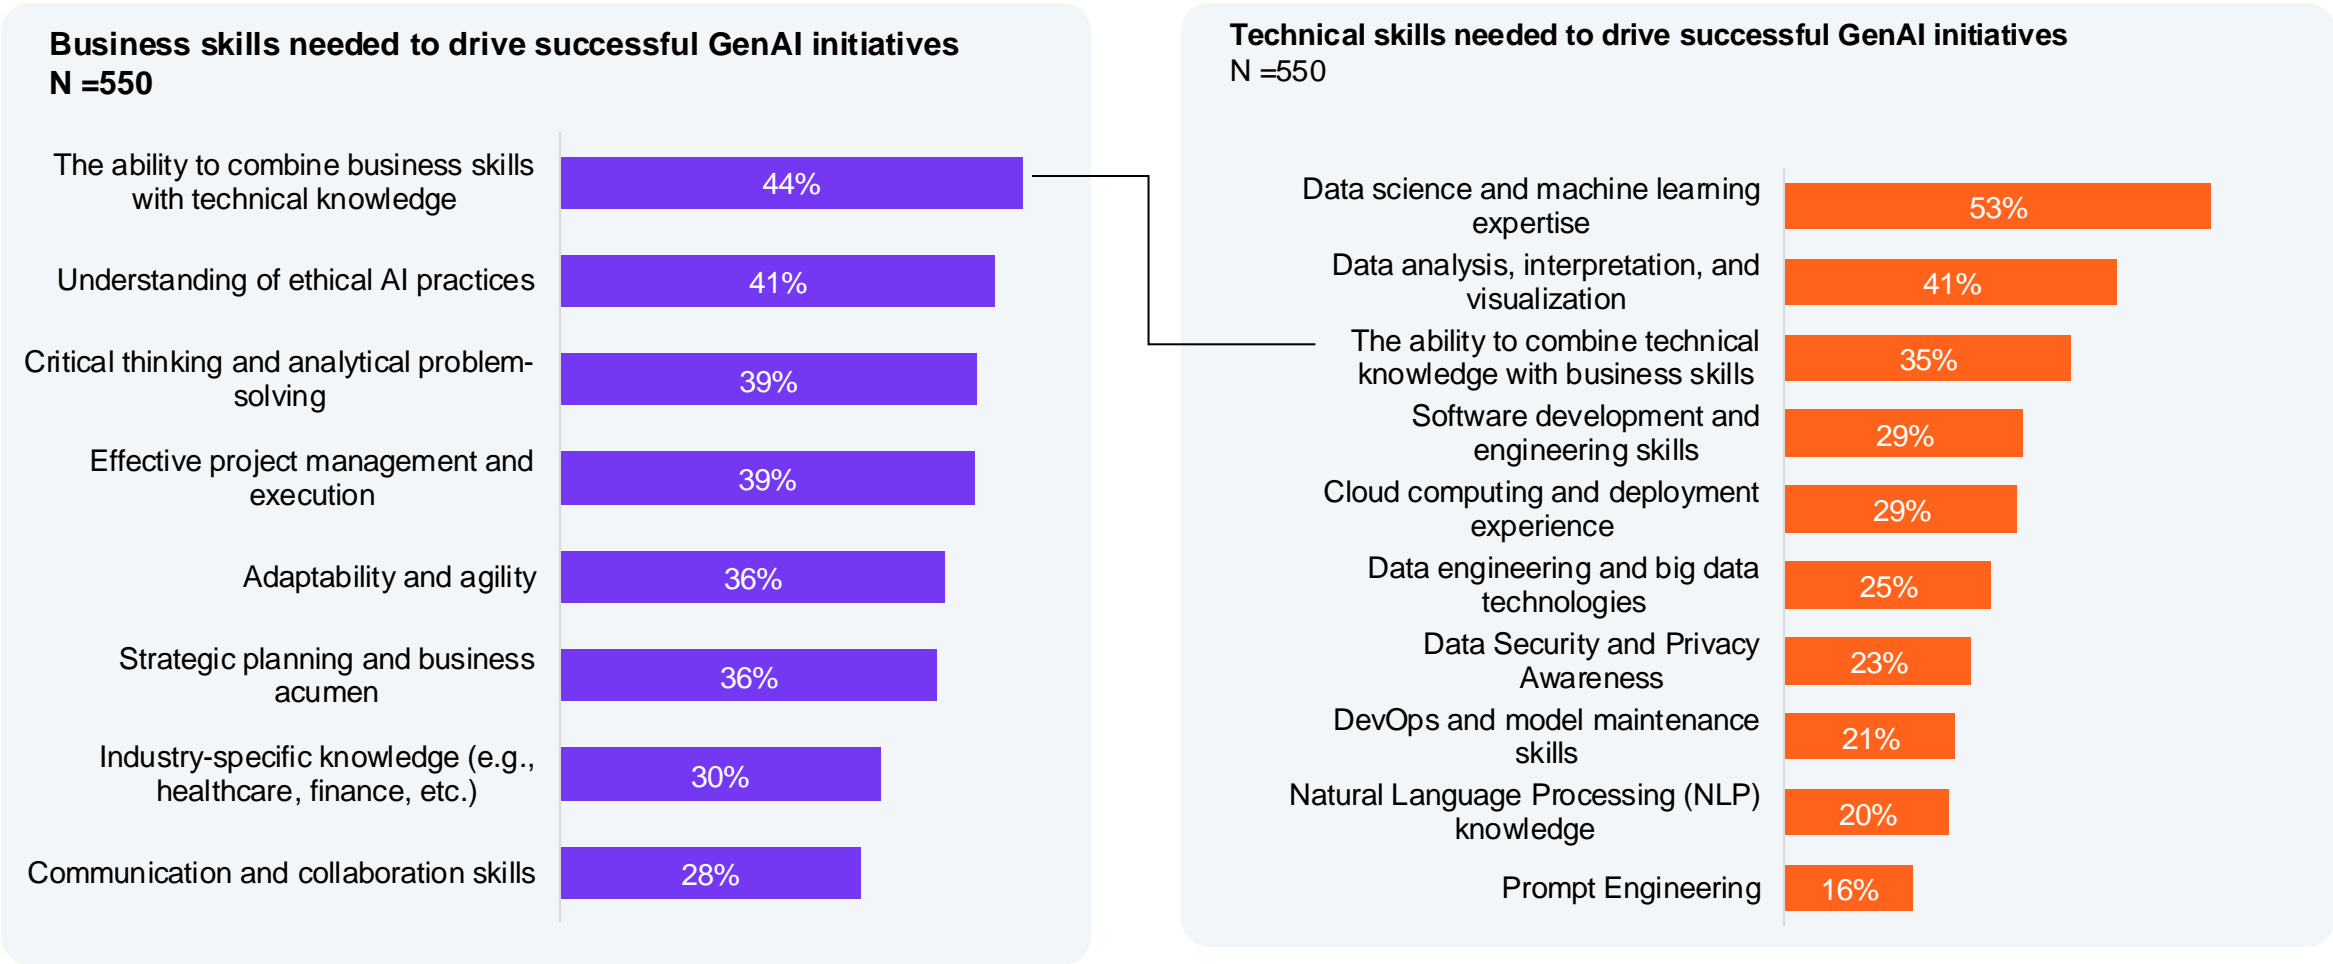 Business skills needed to drive successful GenAI initiatives
N =550
The ability to combine business skills
with technical knowledge
44%
Understanding of ethical AI practices
41%
Critical thinking and analytical problem-
solving
39%
Effective project management and
execution
39%
Adaptability and agility
36%
Strategic planning and business
acumen
36%
Industry-specific knowledge (e.g.,
healthcare, finance, etc.)
30%
Communication and collaboration skills
28%
Technical skills needed to drive successful GenAI initiatives
N =550
Data science and machine learning
expertise
53%
Data analysis, interpretation, and
visualization
41%
The ability to combine technical
knowledge with business skills
35%
Software development and
engineering skills
29%
Cloud computing and deployment
experience
29%
Data engineering and big data
technologies
25%
Data Security and Privacy
Awareness
23%
DevOps and model maintenance
skills
21%
Natural Language Processing (NLP)
knowledge
20%
Prompt Engineering
16%